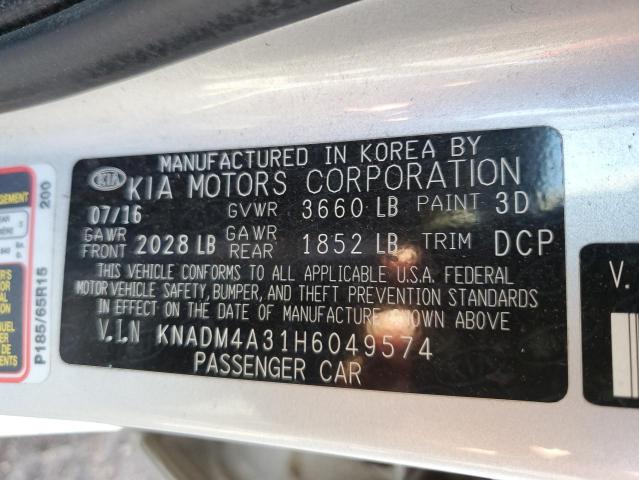 MANUFACTURED IN KOREA BY
KIA KIA MOTORS CORPORATION
07/16 GVWR 3660 LB PAINT 3D
GAWR FRONT 2028 LB GAWR REAR 1852 LB TRIM DCP
THIS VEHICLE CONFORMS TO ALL APPLICABLE U.S.A. FEDERAL
MOTOR VEHICLE SAFETY, BUMPER, AND THEFT PREVENTION STANDARDS
IN EFFECT ON THE DATE OF MANUFACTURE SHOWN ABOVE
V.I.N KNADM4A31H6049574
PASSENGER CAR
200
P185/65R15
V.